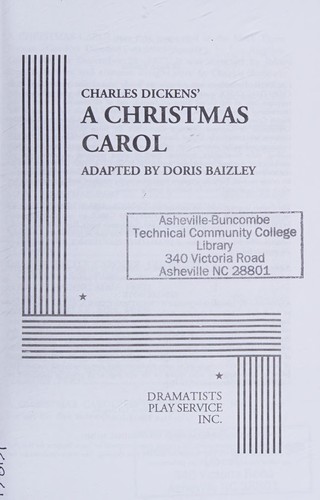 CHARLES DICKENS'
A CHRISTMAS
CAROL
ADAPTED BY DORIS BAIZLEY
Asheville-Buncombe
Technical Community College
Library
340 Victoria Road
Asheville NC 28801
DRAMATISTS
PLAY SERVICE
INC.